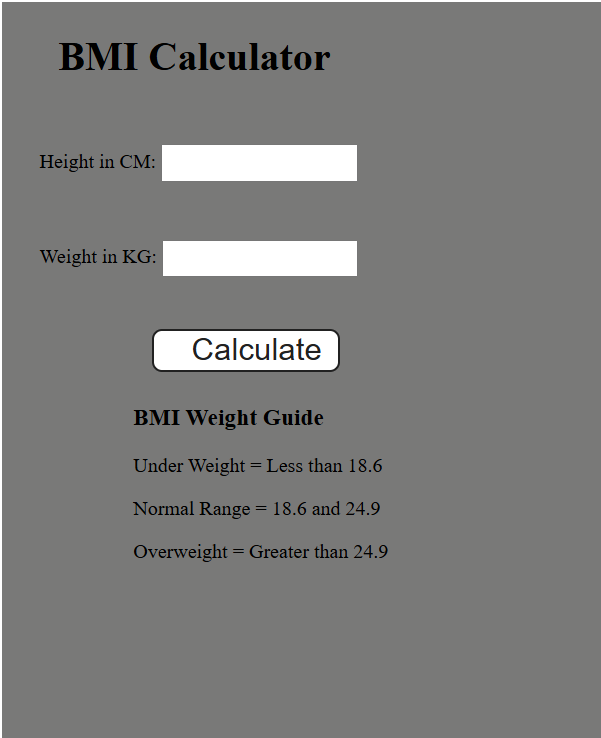 BMI Calculator
Height in CM:
Weight in KG:
Calculate
BMI Weight Guide
Under Weight = Less than 18.6
Normal Range = 18.6 and 24.9
Overweight = Greater than 24.9